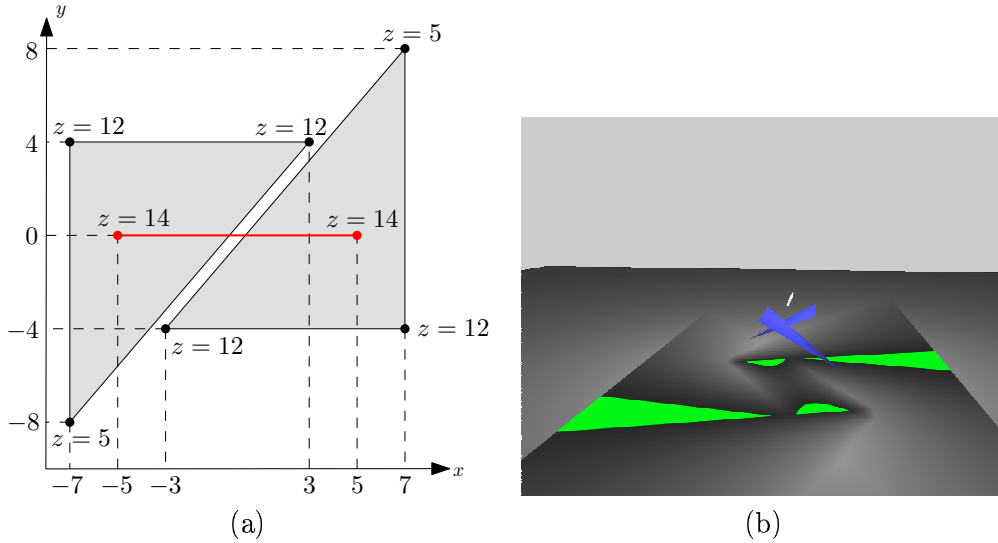 y
z = 5
8
z = 12
z = 12
4
z = 14
z = 14
0
−4
z = 12
z = 12
−8
z = 5
x
−7
−5
−3
3
5
7
(a)
(b)